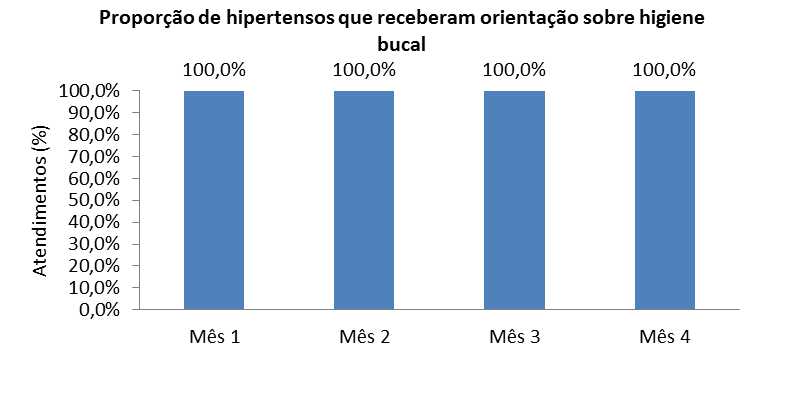 Proporção de hipertensos que receberam orientação sobre higiene
bucal
100,0% 100,0% 100,0% 100,0%
Atendimentos (%)
100,0%
90,0%
80,0%
70,0%
60,0%
50,0%
40,0%
30,0%
20,0%
10,0%
0,0%
Mês 1 Mês 2 Mês 3 Mês 4